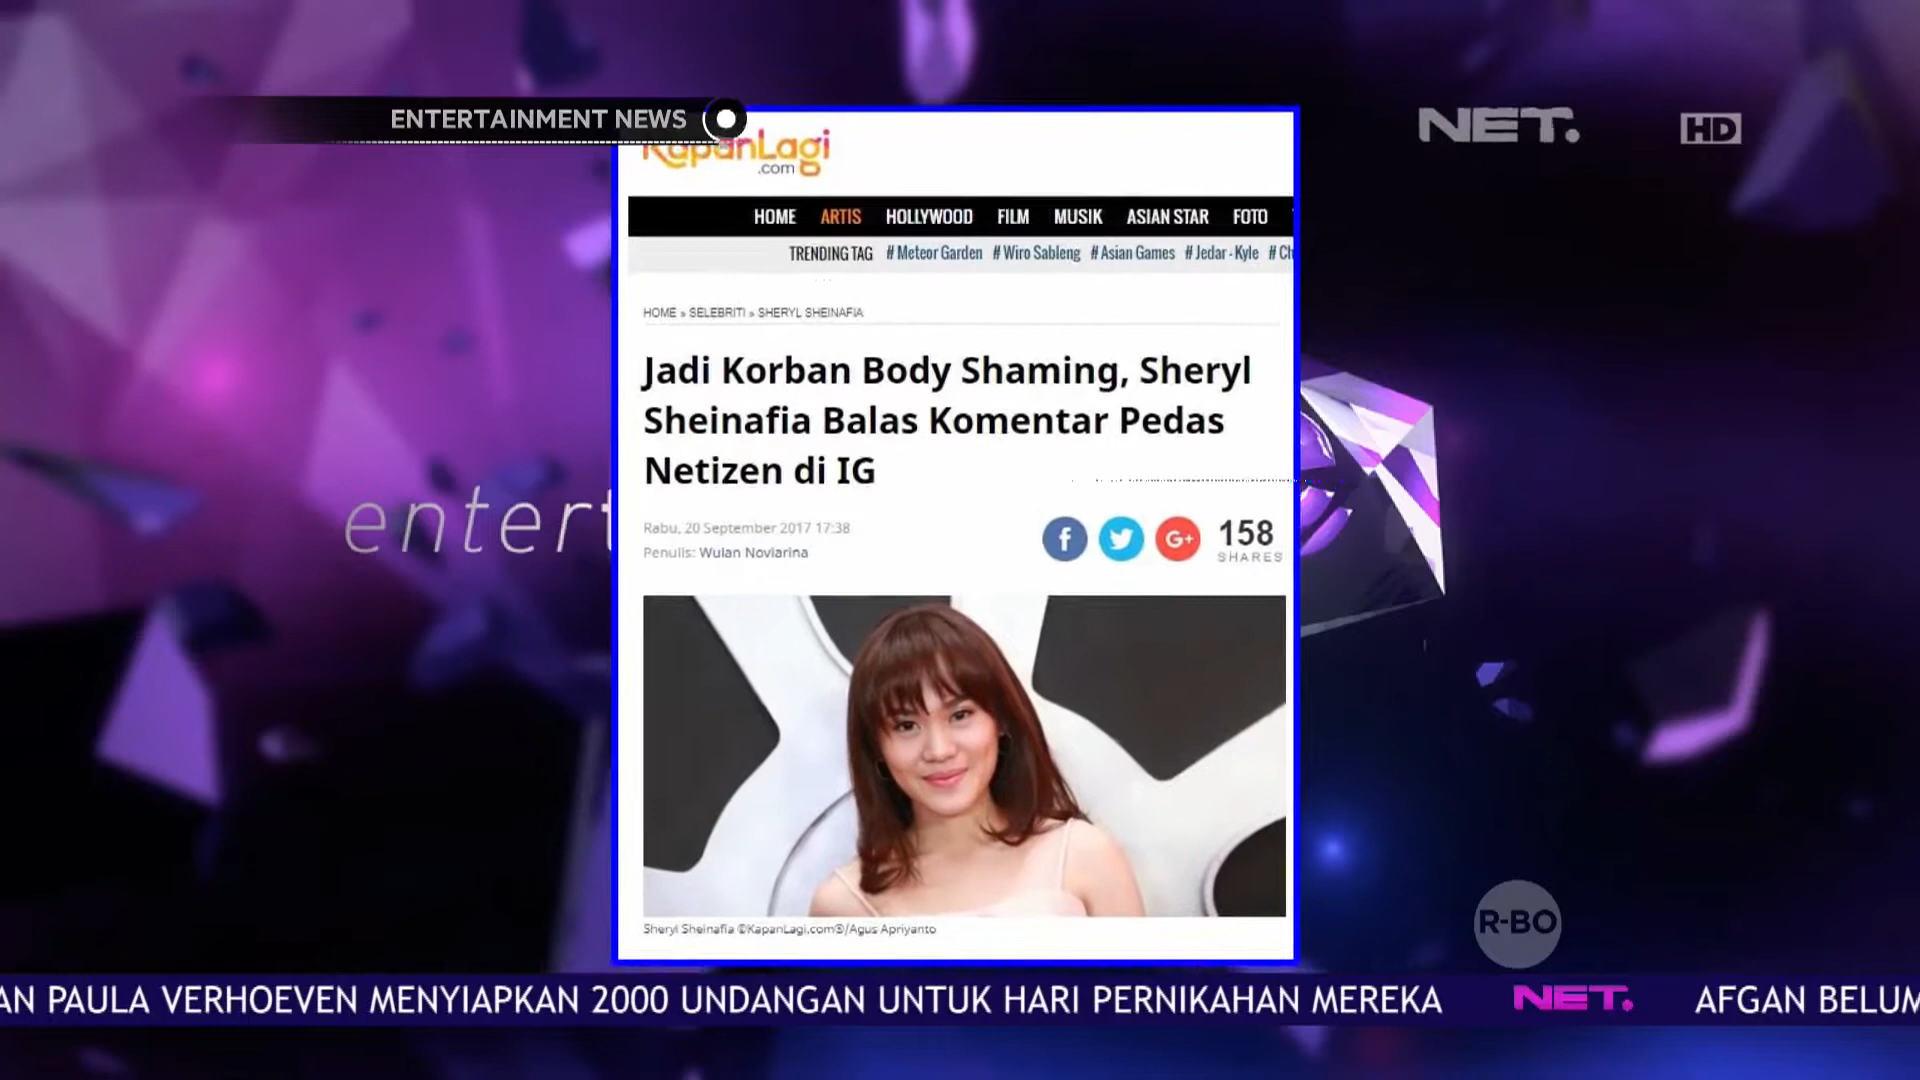 ENTERTAINMENT NEWS
NET.
HD
KapanLagi
.com
HOME ARTIS HOLLYWOOD FILM MUSIK ASIAN STAR FOTO
TRENDING TAG # Meteor Garden # Wiro Sableng # Asian Games # Jedar - Kyle # Ch
HOME » SELEBRITI » SHERYL SHEINAFIA
Jadi Korban Body Shaming, Sheryl
Sheinafia Balas Komentar Pedas
Netizen di IG
Rabu, 20 September 2017 17:38
Penulis: Wulan Noviarina
f
G+
158
SHARES
entert
Sheryl Sheinafia ©KapanLagi.com®/Agus Apriyanto
R-BO
AN PAULA VERHOEVEN MENYIAPKAN 2000 UNDANGAN UNTUK HARI PERNIKAHAN MEREKA NET. AFGAN BELUM